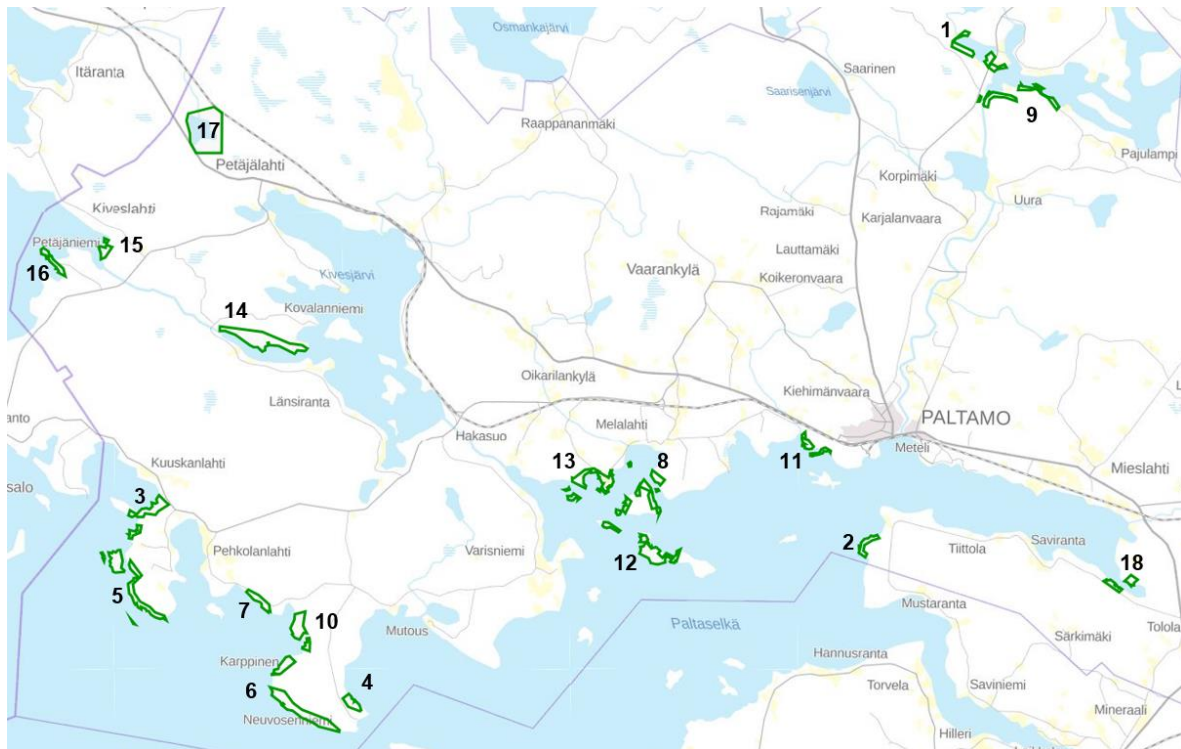 Osmankajärvi
1
Itäranta
Saarinen
Saarisenjärvi
9
Raappananmäki
17
Petäjälahti
Pajulampi
Korpimäki
Uura
Kiveslahti
Rajamäki
Karjalanvaara
Petäjäniemi
15
Lauttamäki
16
Kivesjärvi
Vaarankylä
Koikeronvaara
14
Kovalanniemi
Oikarilankylä
Kiehimänvaara
Länsiranta
anto
PALTAMO
Melalahti
Hakasuo
Meteli
Kuuskanlahti
13
8
11
Mieslahti
salo
3
2
Pehkolanlahti
Varisniemi
Tiittola
Saviranta
12
18
5
7
Mustaranta
10
Mutous
Paltaselkä
Särkimäki
Tolola
Karppinen
Hannusranta
6
4
Torvela
Saviniemi
Neuvosenniemi
Mineraali
Hilleri